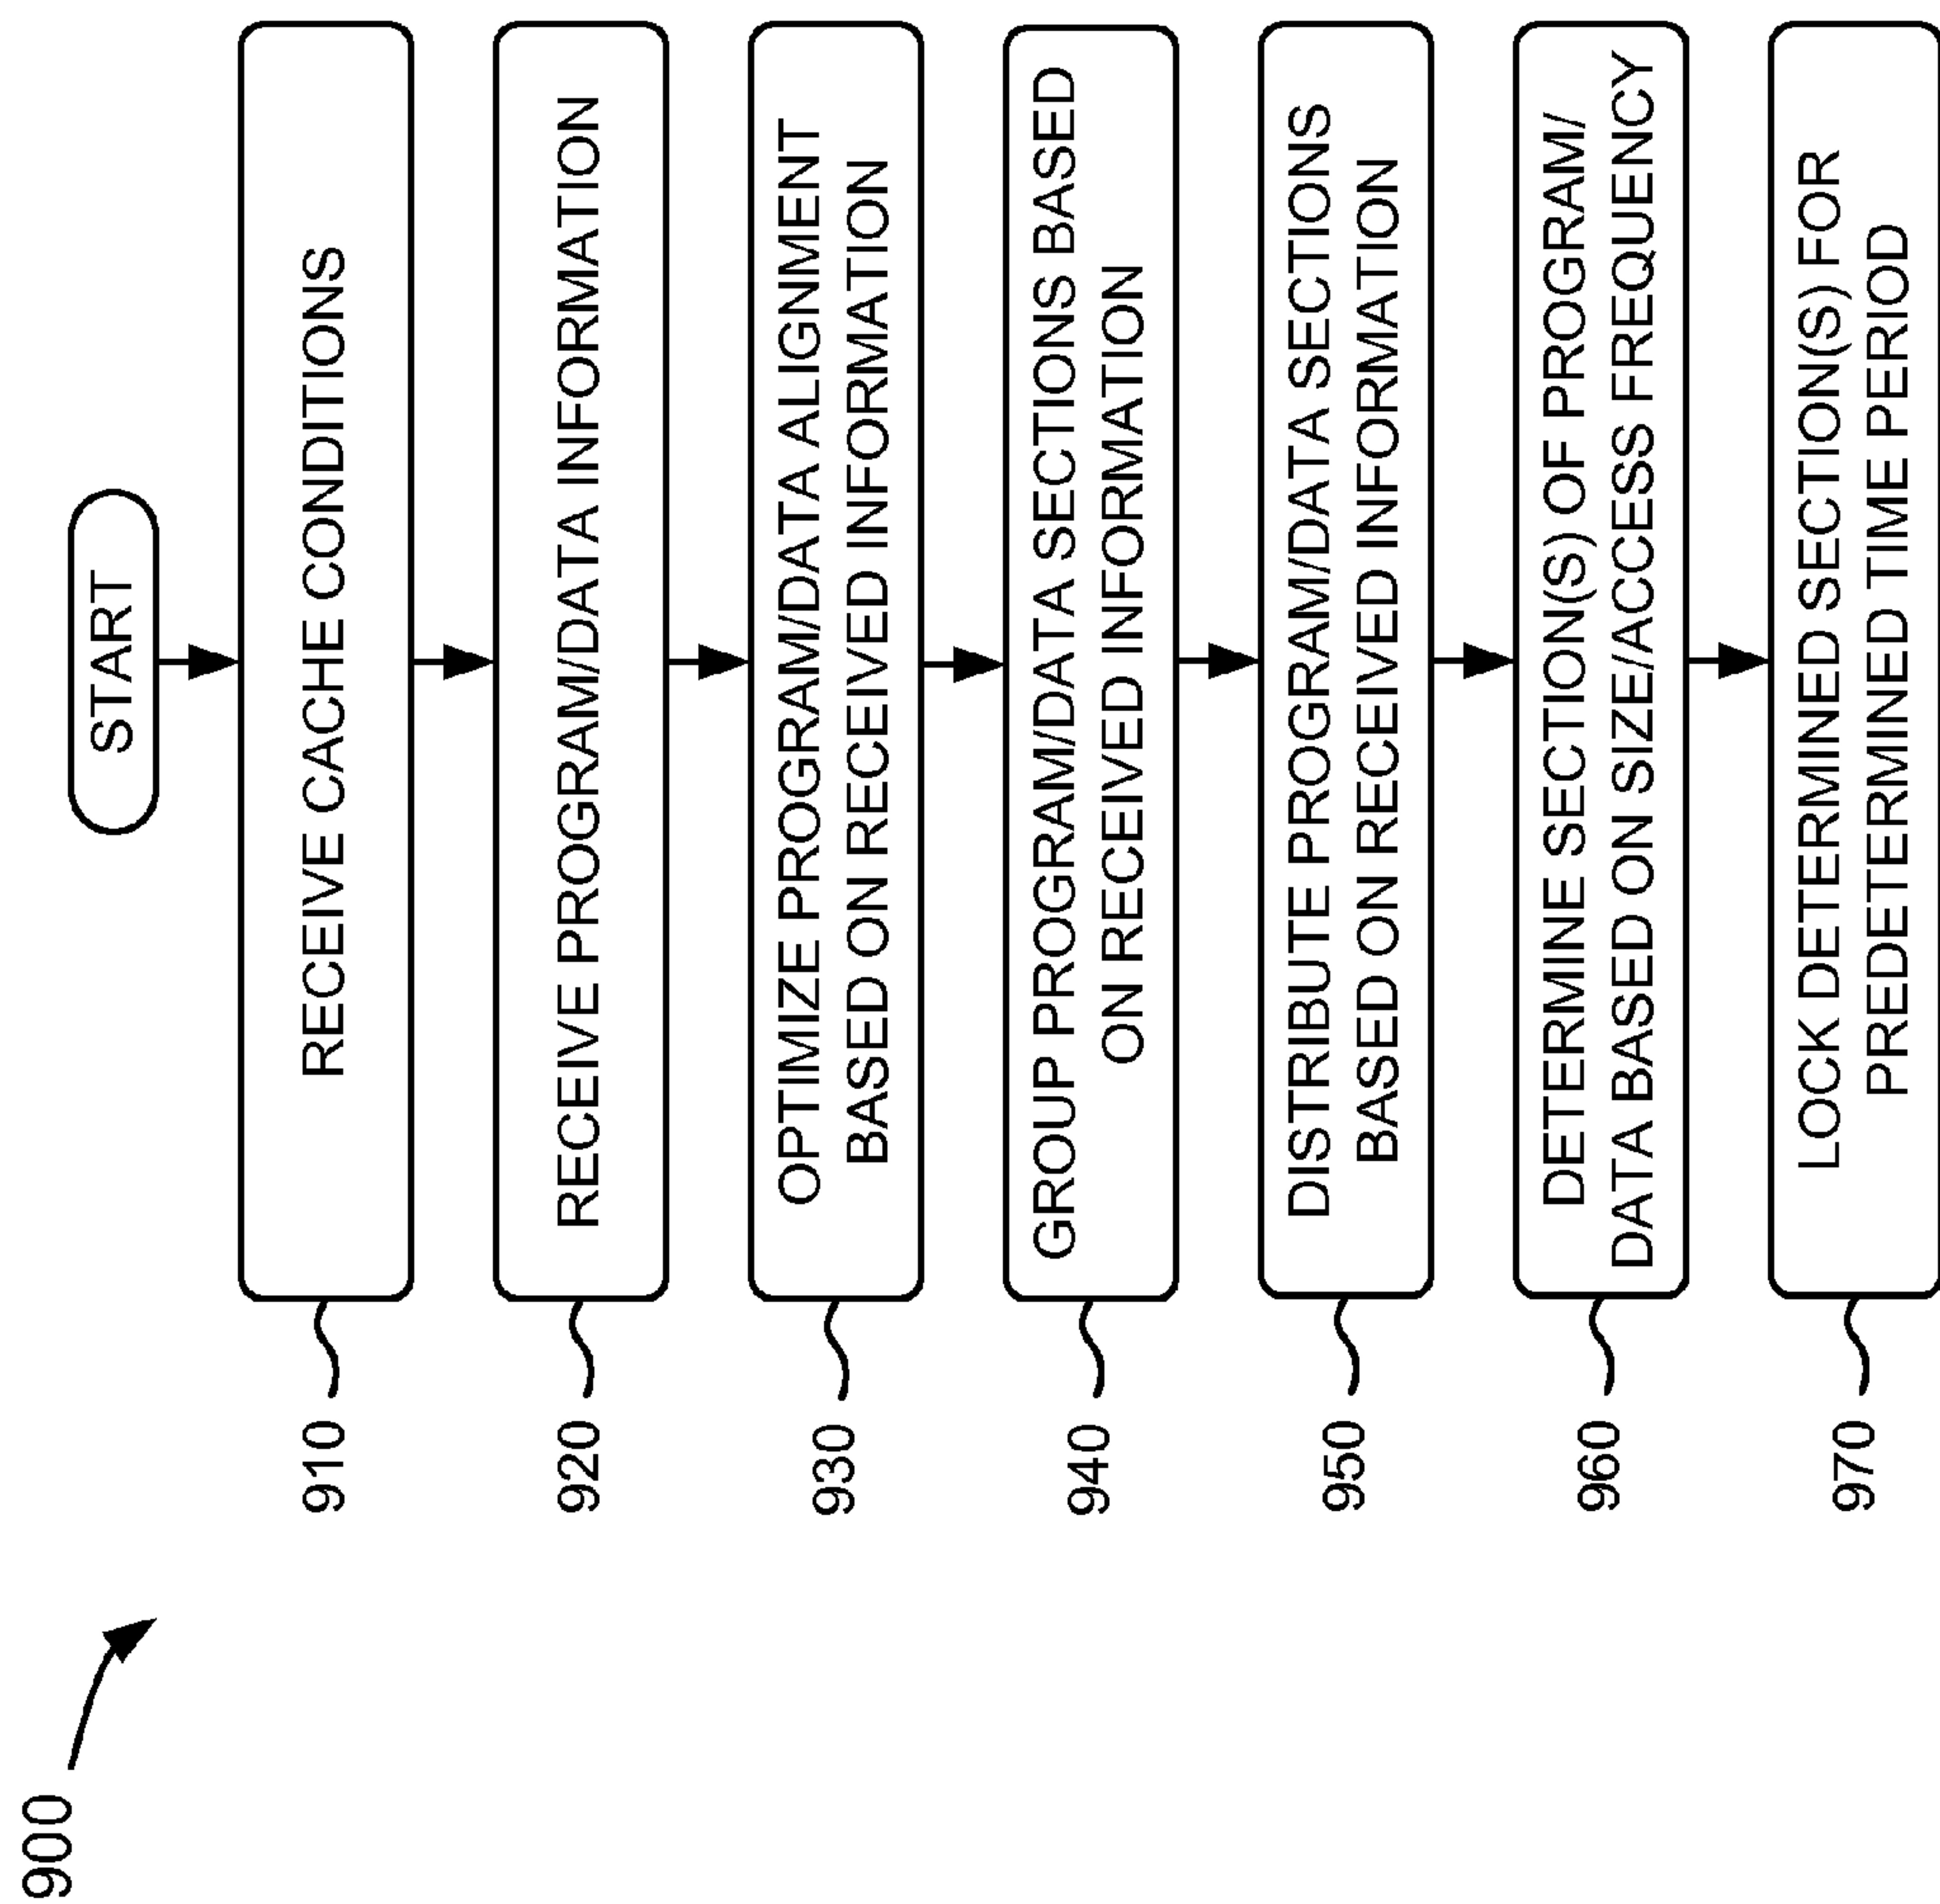 900
START
910
RECEIVE CACHE CONDITIONS
920
RECEIVE PROGRAM/DATA INFORMATION
930
OPTIMIZE PROGRAM/DATA ALIGNMENT
BASED ON RECEIVED INFORMATION
940
GROUP PROGRAM/DATA SECTIONS BASED
ON RECEIVED INFORMATION
950
DISTRIBUTE PROGRAM/DATA SECTIONS
BASED ON RECEIVED INFORMATION
960
DETERMINE SECTION(S) OF PROGRAM/
DATA BASED ON SIZE/ACCESS FREQUENCY
970
LOCK DETERMINED SECTION(S) FOR
PREDETERMINED TIME PERIOD